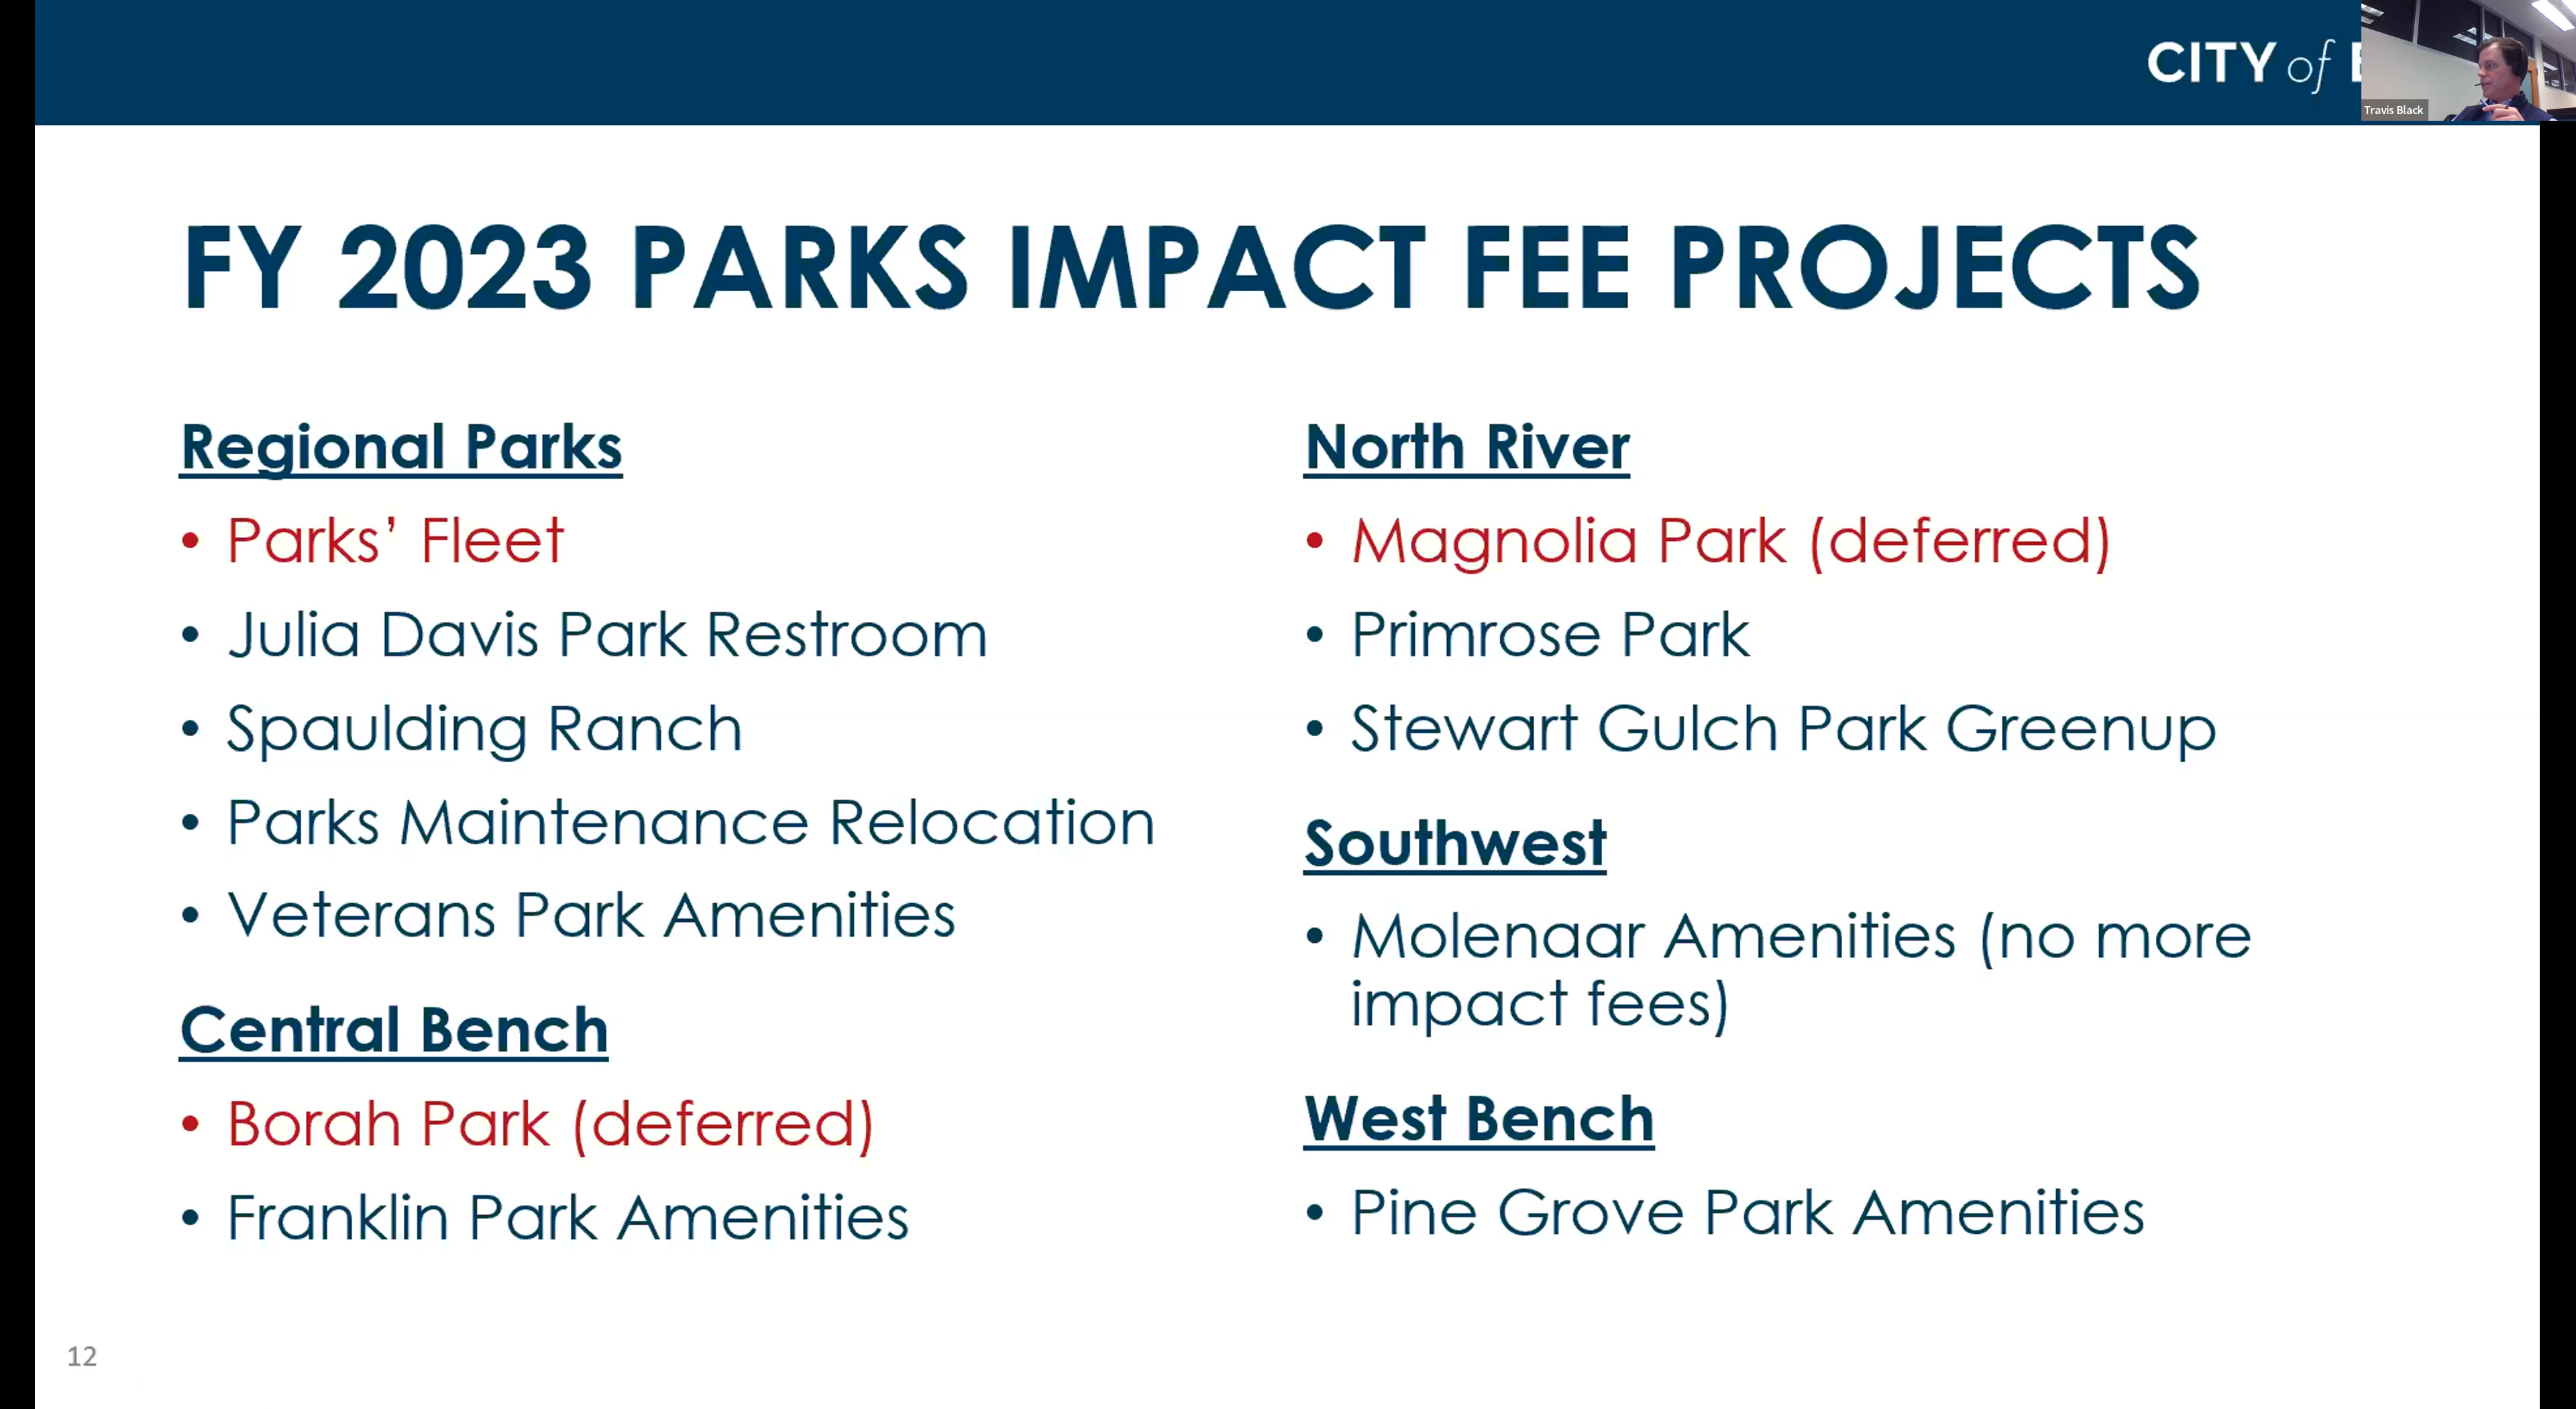 CITY of
Travis Black
FY 2023 PARKS IMPACT FEE PROJECTS
Regional Parks
• Parks’ Fleet
• Julia Davis Park Restroom
• Spaulding Ranch
• Parks Maintenance Relocation
• Veterans Park Amenities
Central Bench
• Borah Park (deferred)
• Franklin Park Amenities
North River
• Magnolia Park (deferred)
• Primrose Park
• Stewart Gulch Park Greenup
Southwest
• Molenaar Amenities (no more
impact fees)
West Bench
• Pine Grove Park Amenities
12